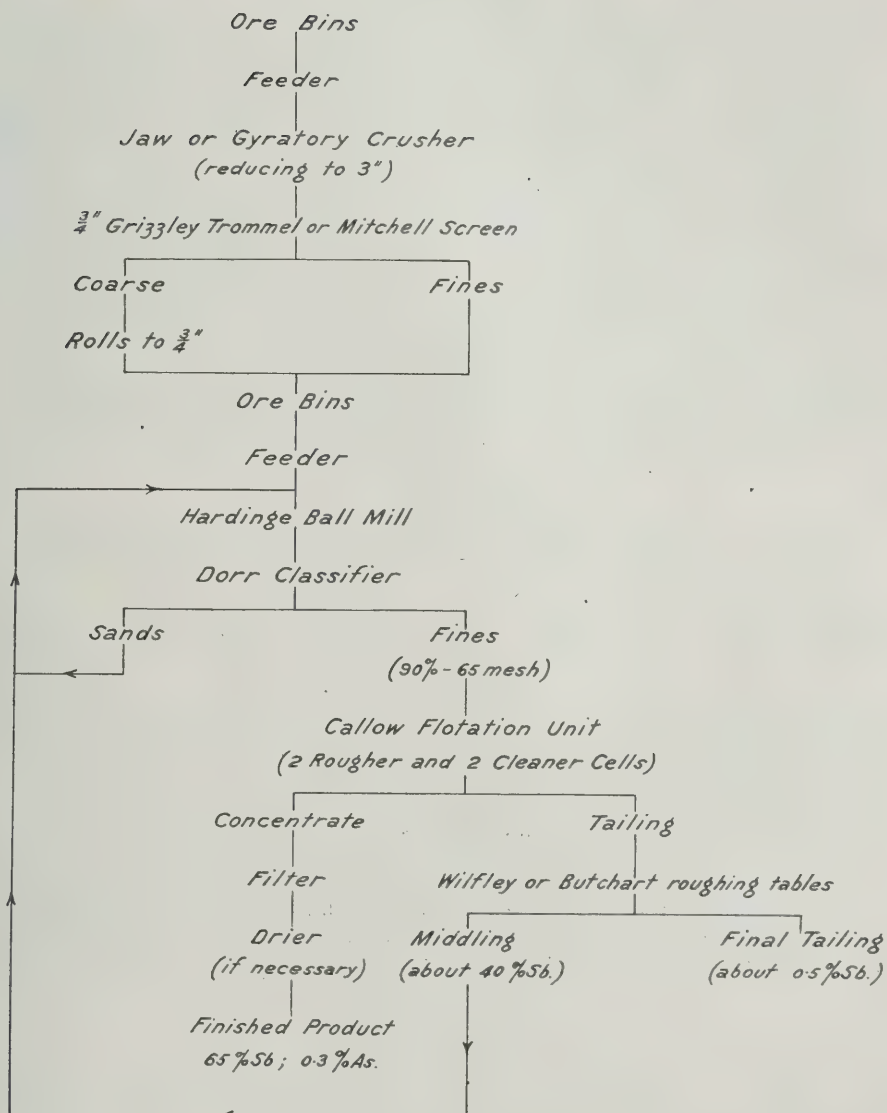 Ore Bins
Feeder
Jaw or Gyratory Crusher
(reducing to 3")
¾" Grizzley Trommel or Mitchell Screen
Coarse
Fines
Rolls to ¾"
Ore Bins
Feeder
Hardinge Ball Mill
Dorr Classifier
Sands
Fines
(90% - 65 mesh)
Callow Flotation Unit
(2 Rougher and 2 Cleaner Cells)
Concentrate
Tailing
Filter
Wilfley or Butchart roughing tables
Drier
(if necessary)
Middling
(about 40 % Sb.)
Final Tailing
(about 0·5 % Sb.)
Finished Product
65 % Sb; 0·3 % As.